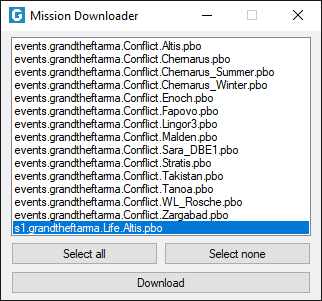 Mission Downloader
events.grandtheftarma.Conflict.Altis.pbo
events.grandtheftarma.Conflict.Chernarus.pbo
events.grandtheftarma.Conflict.Chernarus_Summer.pbo
events.grandtheftarma.Conflict.Chernarus_Winter.pbo
events.grandtheftarma.Conflict.Enoch.pbo
events.grandtheftarma.Conflict.Fapovo.pbo
events.grandtheftarma.Conflict.Lingor3.pbo
events.grandtheftarma.Conflict.Malden.pbo
events.grandtheftarma.Conflict.Sara_DBE1.pbo
events.grandtheftarma.Conflict.Stratis.pbo
events.grandtheftarma.Conflict.Takistan.pbo
events.grandtheftarma.Conflict.Tanoa.pbo
events.grandtheftarma.Conflict.WL_Rosche.pbo
events.grandtheftarma.Conflict.Zargabad.pbo
s1.grandtheftarma.Life.Altis.pbo
Select all
Select none
Download